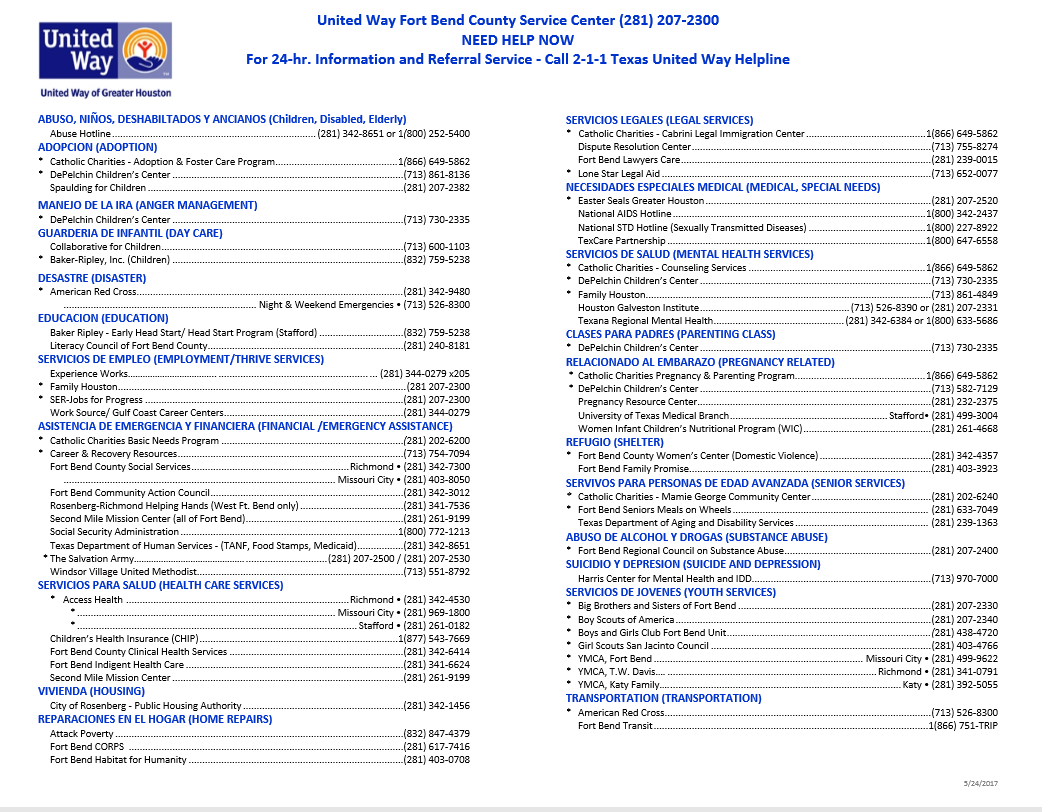 United Way
United Way of Greater Houston
United Way Fort Bend County Service Center (281) 207-2300
NEED HELP NOW
For 24-hr. Information and Referral Service - Call 2-1-1 Texas United Way Helpline
ABUSO, NIÑOS, DESHABILTADOS Y ANCIANOS (Children, Disabled, Elderly)
Abuse Hotline (281) 342-8651 or 1/800) 252-5400
ADOPCION (ADOPTION)
* Catholic Charities - Adoption & Foster Care Program 1/866) 649-5862
* DePelchin Children's Center (713) 861-8136
Spaulding for Children (281) 207-2382
MANEJO DE LA IRA (ANGER MANAGEMENT)
* DePelchin Children's Center (713) 730-2335
GUARDERIA DE INFANTIL (DAY CARE)
Collaborative for Children (713) 600-1103
* Baker-Ripley, Inc. (Children) (832) 759-5238
DESASTRE (DISASTER)
* American Red Cross (281) 342-9480
Night & Weekend Emergencies • (713) 526-8300
EDUCACION (EDUCATION)
Baker Ripley - Early Head Start/ Head Start Program (Stafford) (832) 759-5238
Literacy Council of Fort Bend County (281) 240-8181
SERVICIOS DE EMPLEO (EMPLOYMENT/THRIVE SERVICES)
Experience Works (281) 344-0279 x205
* Family Houston (281 207-2300
* SER-Jobs for Progress (281) 207-2300
Work Source/ Gulf Coast Career Centers (281) 344-0279
ASISTENCIA DE EMERGENCIA Y FINANCIERA (FINANCIAL /EMERGENCY ASSISTANCE)
* Catholic Charities Basic Needs Program (281) 202-6200
* Career & Recovery Resources (713) 754-7094
Fort Bend County Social Services Richmond • (281) 342-7300
Missouri City • (281) 403-8050
Fort Bend Community Action Council (281) 342-3012
Rosenberg-Richmond Helping Hands (West Ft. Bend only) (281) 341-7536
Second Mile Mission Center (all of Fort Bend) (281) 261-9199
Social Security Administration 1(800) 772-1213
Texas Department of Human Services - (TANF, Food Stamps, Medicaid) (281) 342-8651
* The Salvation Army (281) 207-2500 / (281) 207-2530
Windsor Village United Methodist (713) 551-8792
SERVICIOS PARA SALUD (HEALTH CARE SERVICES)
* Access Health Richmond • (281) 342-4530
* Missouri City • (281) 969-1800
* Stafford • (281) 261-0182
Children's Health Insurance (CHIP) 1(877) 543-7669
Fort Bend County Clinical Health Services (281) 342-6414
Fort Bend Indigent Health Care (281) 341-6624
Second Mile Mission Center (281) 261-9199
VIVIENDA (HOUSING)
City of Rosenberg - Public Housing Authority (281) 342-1456
REPARACIONES EN EL HOGAR (HOME REPAIRS)
Attack Poverty (832) 847-4379
Fort Bend CORPS (281) 617-7416
Fort Bend Habitat for Humanity (281) 403-0708
SERVICIOS LEGALES (LEGAL SERVICES)
* Catholic Charities - Cabrini Legal Immigration Center 1(866) 649-5862
Dispute Resolution Center (713) 755-8274
Fort Bend Lawyers Care (281) 239-0015
* Lone Star Legal Aid (713) 652-0077
NECESIDADES ESPECIALES MEDICAL (MEDICAL, SPECIAL NEEDS)
* Easter Seals Greater Houston (281) 207-2520
National AIDS Hotline 1(800) 342-2437
National STD Hotline (Sexually Transmitted Diseases) 1(800) 227-8922
TexCare Partnership 1(800) 647-6558
SERVICIOS DE SALUD (MENTAL HEALTH SERVICES)
* Catholic Charities - Counseling Services 1/866) 649-5862
* DePelchin Children's Center (713) 730-2335
* Family Houston (713) 861-4849
Houston Galveston Institute (713) 526-8390 or (281) 207-2331
Texana Regional Mental Health (281) 342-6384 or 1(800) 633-5686
CLASES PARA PADRES (PARENTING CLASS)
* DePelchin Children's Center (713) 730-2335
RELACIONADO AL EMBARAZO (PREGNANCY RELATED)
* Catholic Charities Pregnancy & Parenting Program 1(866) 649-5862
* DePelchin Children's Center (713) 582-7129
Pregnancy Resource Center (281) 232-2375
University of Texas Medical Branch Stafford• (281) 499-3004
Women Infant Children's Nutritional Program (WIC) (281) 261-4668
REFUGIO (SHELTER)
* Fort Bend County Women's Center (Domestic Violence) (281) 342-4357
Fort Bend Family Promise (281) 403-3923
SERVIVOS PARA PERSONAS DE EDAD AVANZADA (SENIOR SERVICES)
* Catholic Charities - Mamie George Community Center (281) 202-6240
* Fort Bend Seniors Meals on Wheels (281) 633-7049
Texas Department of Aging and Disability Services (281) 239-1363
ABUSO DE ALCOHOL Y DROGAS (SUBSTANCE ABUSE)
* Fort Bend Regional Council on Substance Abuse (281) 207-2400
SUICIDIO Y DEPRESION (SUICIDE AND DEPRESSION)
Harris Center for Mental Health and IDD (713) 970-7000
SERVICIOS DE JOVENES (YOUTH SERVICES)
* Big Brothers and Sisters of Fort Bend (281) 207-2330
* Boy Scouts of America (281) 207-2340
* Boys and Girls Club Fort Bend Unit (281) 438-4720
* Girl Scouts San Jacinto Council (281) 403-4766
* YMCA, Fort Bend Missouri City • (281) 499-9622
* YMCA, T.W. Davis Richmond • (281) 341-0791
* YMCA, Katy Family Katy • (281) 392-5055
TRANSPORTATION (TRANSPORTATION)
* American Red Cross (713) 526-8300
Fort Bend Transit 1(866) 751-TRIP
5/24/2017